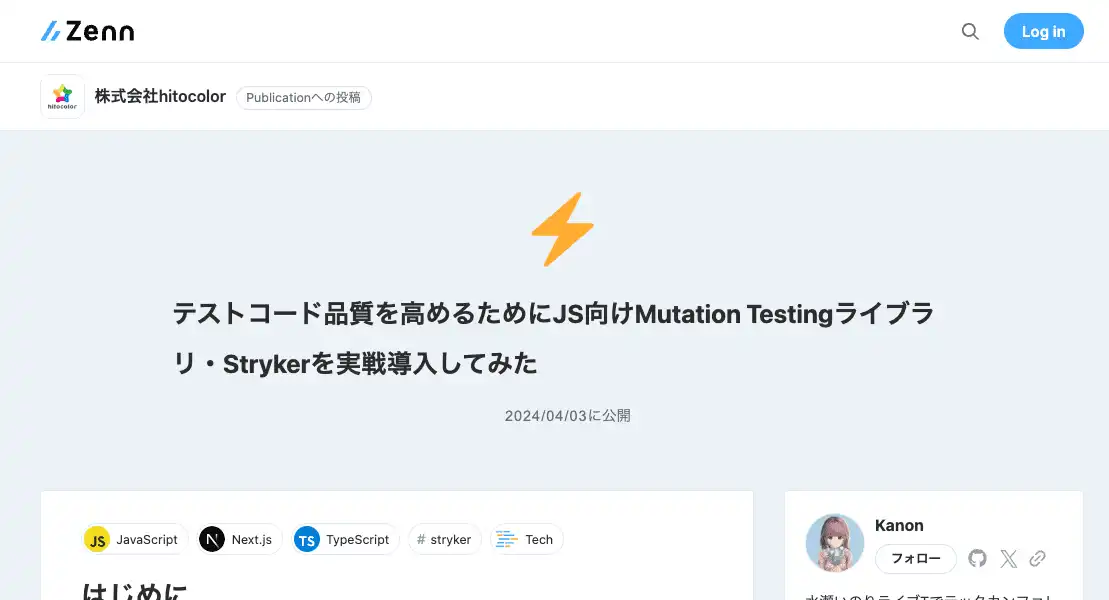 Zenn
Log in
hitocolor
株式会社hitocolor
Publicationへの投稿
テストコード品質を高めるためにJS向けMutation Testingライブラ
リ・Strykerを実戦導入してみた
2024/04/03に公開
JS JavaScript
N Next.js
TS TypeScript
# stryker
Tech
はじめに
Kanon
フォロー